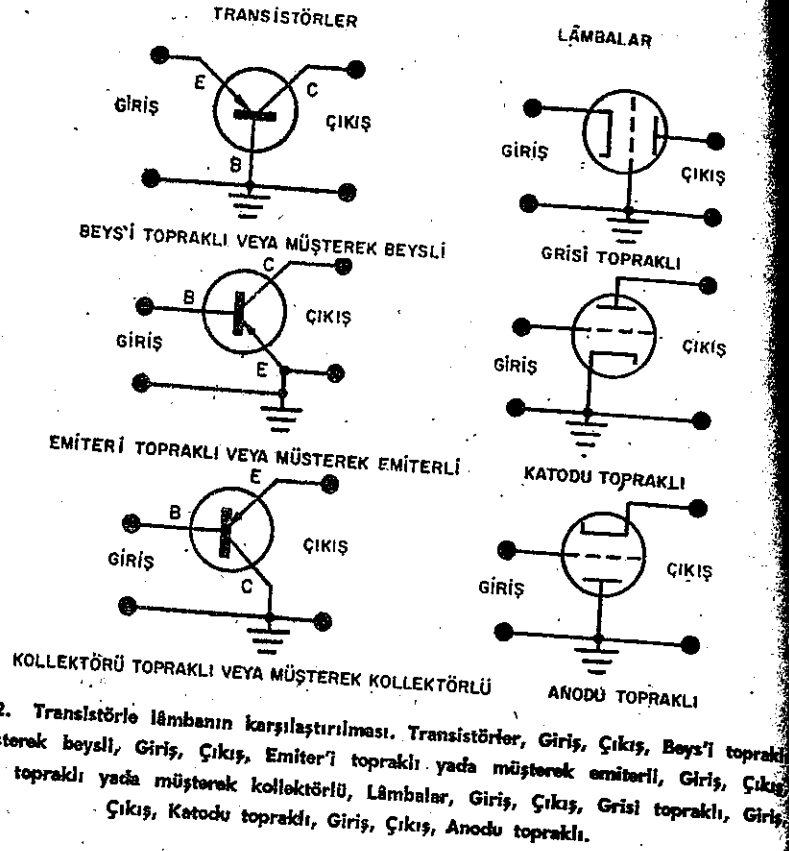 TRANSİSTÖRLER
LÂMBALAR
E
C
GİRİŞ
ÇIKIŞ
B
GİRİŞ
ÇIKIŞ
BEYS'İ TOPRAKLI VEYA MÜŞTEREK BEYSLİ
GRİSİ TOPRAKLI
C
B
ÇIKIŞ
GİRİŞ
E
ÇIKIŞ
GİRİŞ
EMİTERİ TOPRAKLI VEYA MÜSTEREK EMİTERLİ
KATODU TOPRAKLI
E
B
ÇIKIŞ
GİRİŞ
C
ÇIKIŞ
GİRİŞ
KOLLEKTÖRÜ TOPRAKLI VEYA MÜŞTEREK KOLLEKTÖRLÜ
ANODU TOPRAKLI
2. Transistörle lâmbanın karşılaştırılması. Transistörler, Giriş, Çıkış, Beys'i topraklı
şterek beysli, Giriş, Çıkış, Emiter'i topraklı yada müşterek emiterli, Giriş, Çıkış,
topraklı yada müşterek kollektörlü, Lâmbalar, Giriş, Çıkış, Grisi topraklı, Giriş,
Çıkış, Katodu topraklı, Giriş, Çıkış, Anodu topraklı.